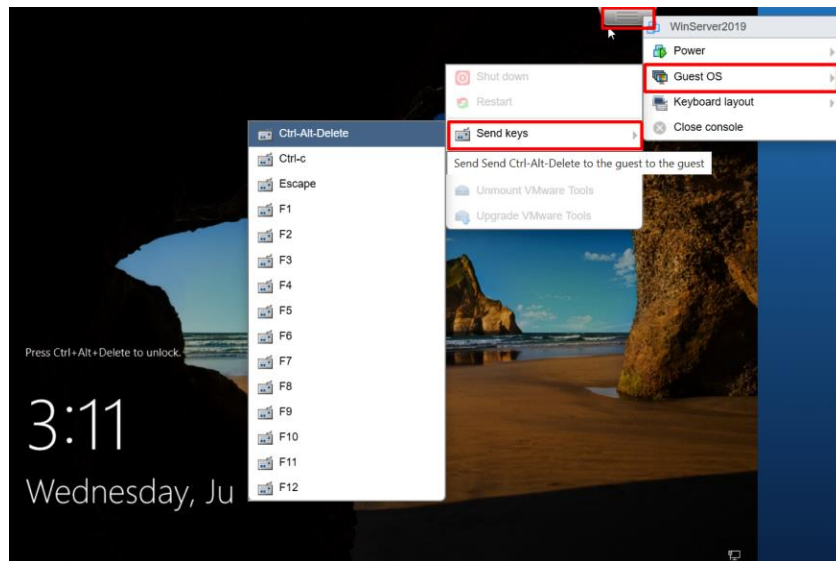 WinServer2019
Power
Guest OS
Keyboard layout
Close console
Shut down
Restart
Send keys
Send Send Ctrl-Alt-Delete to the guest to the guest
Unmount VMware Tools
Upgrade VMware Tools
Ctrl-Alt-Delete
Ctrl-c
Escape
F1
F2
F3
F4
F5
F6
F7
F8
F9
F10
F11
F12
Press Ctrl+Alt+Delete to unlock.
3:11
Wednesday, Ju